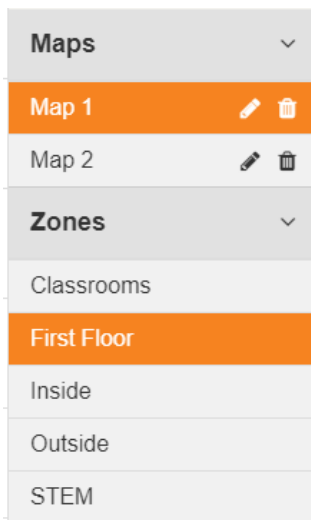 Maps
Map 1
Map 2
Zones
Classrooms
First Floor
Inside
Outside
STEM